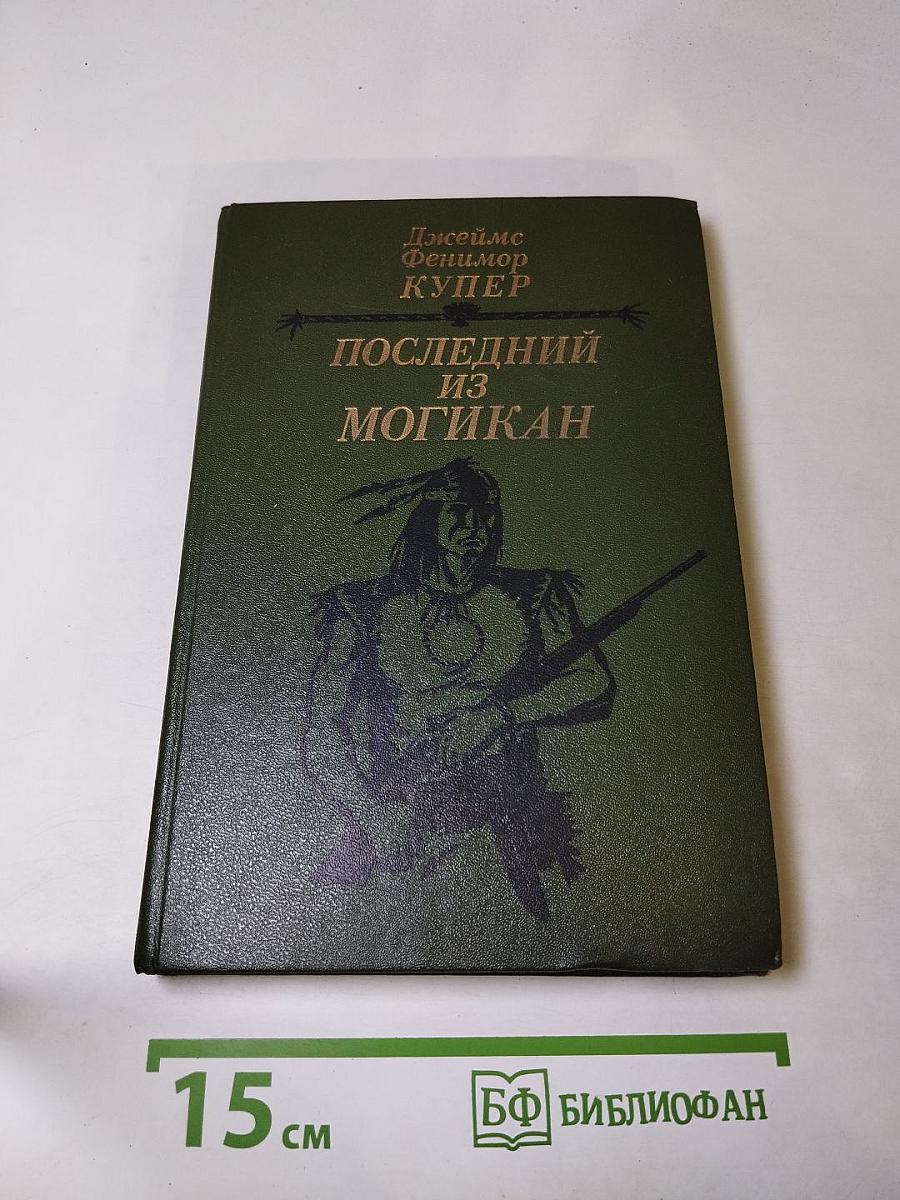 Джеймс
Фенимор
КУПЕР
ПОСЛЕДНИЙ
ИЗ
МОГИКАН
15 см
БФ БИБЛИОФАН